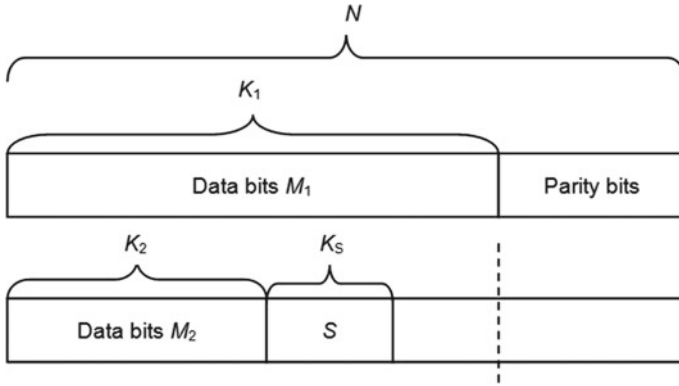 N
K₁
Data bits M₁ Parity bits
K₂ Kₛ
Data bits M₂ S